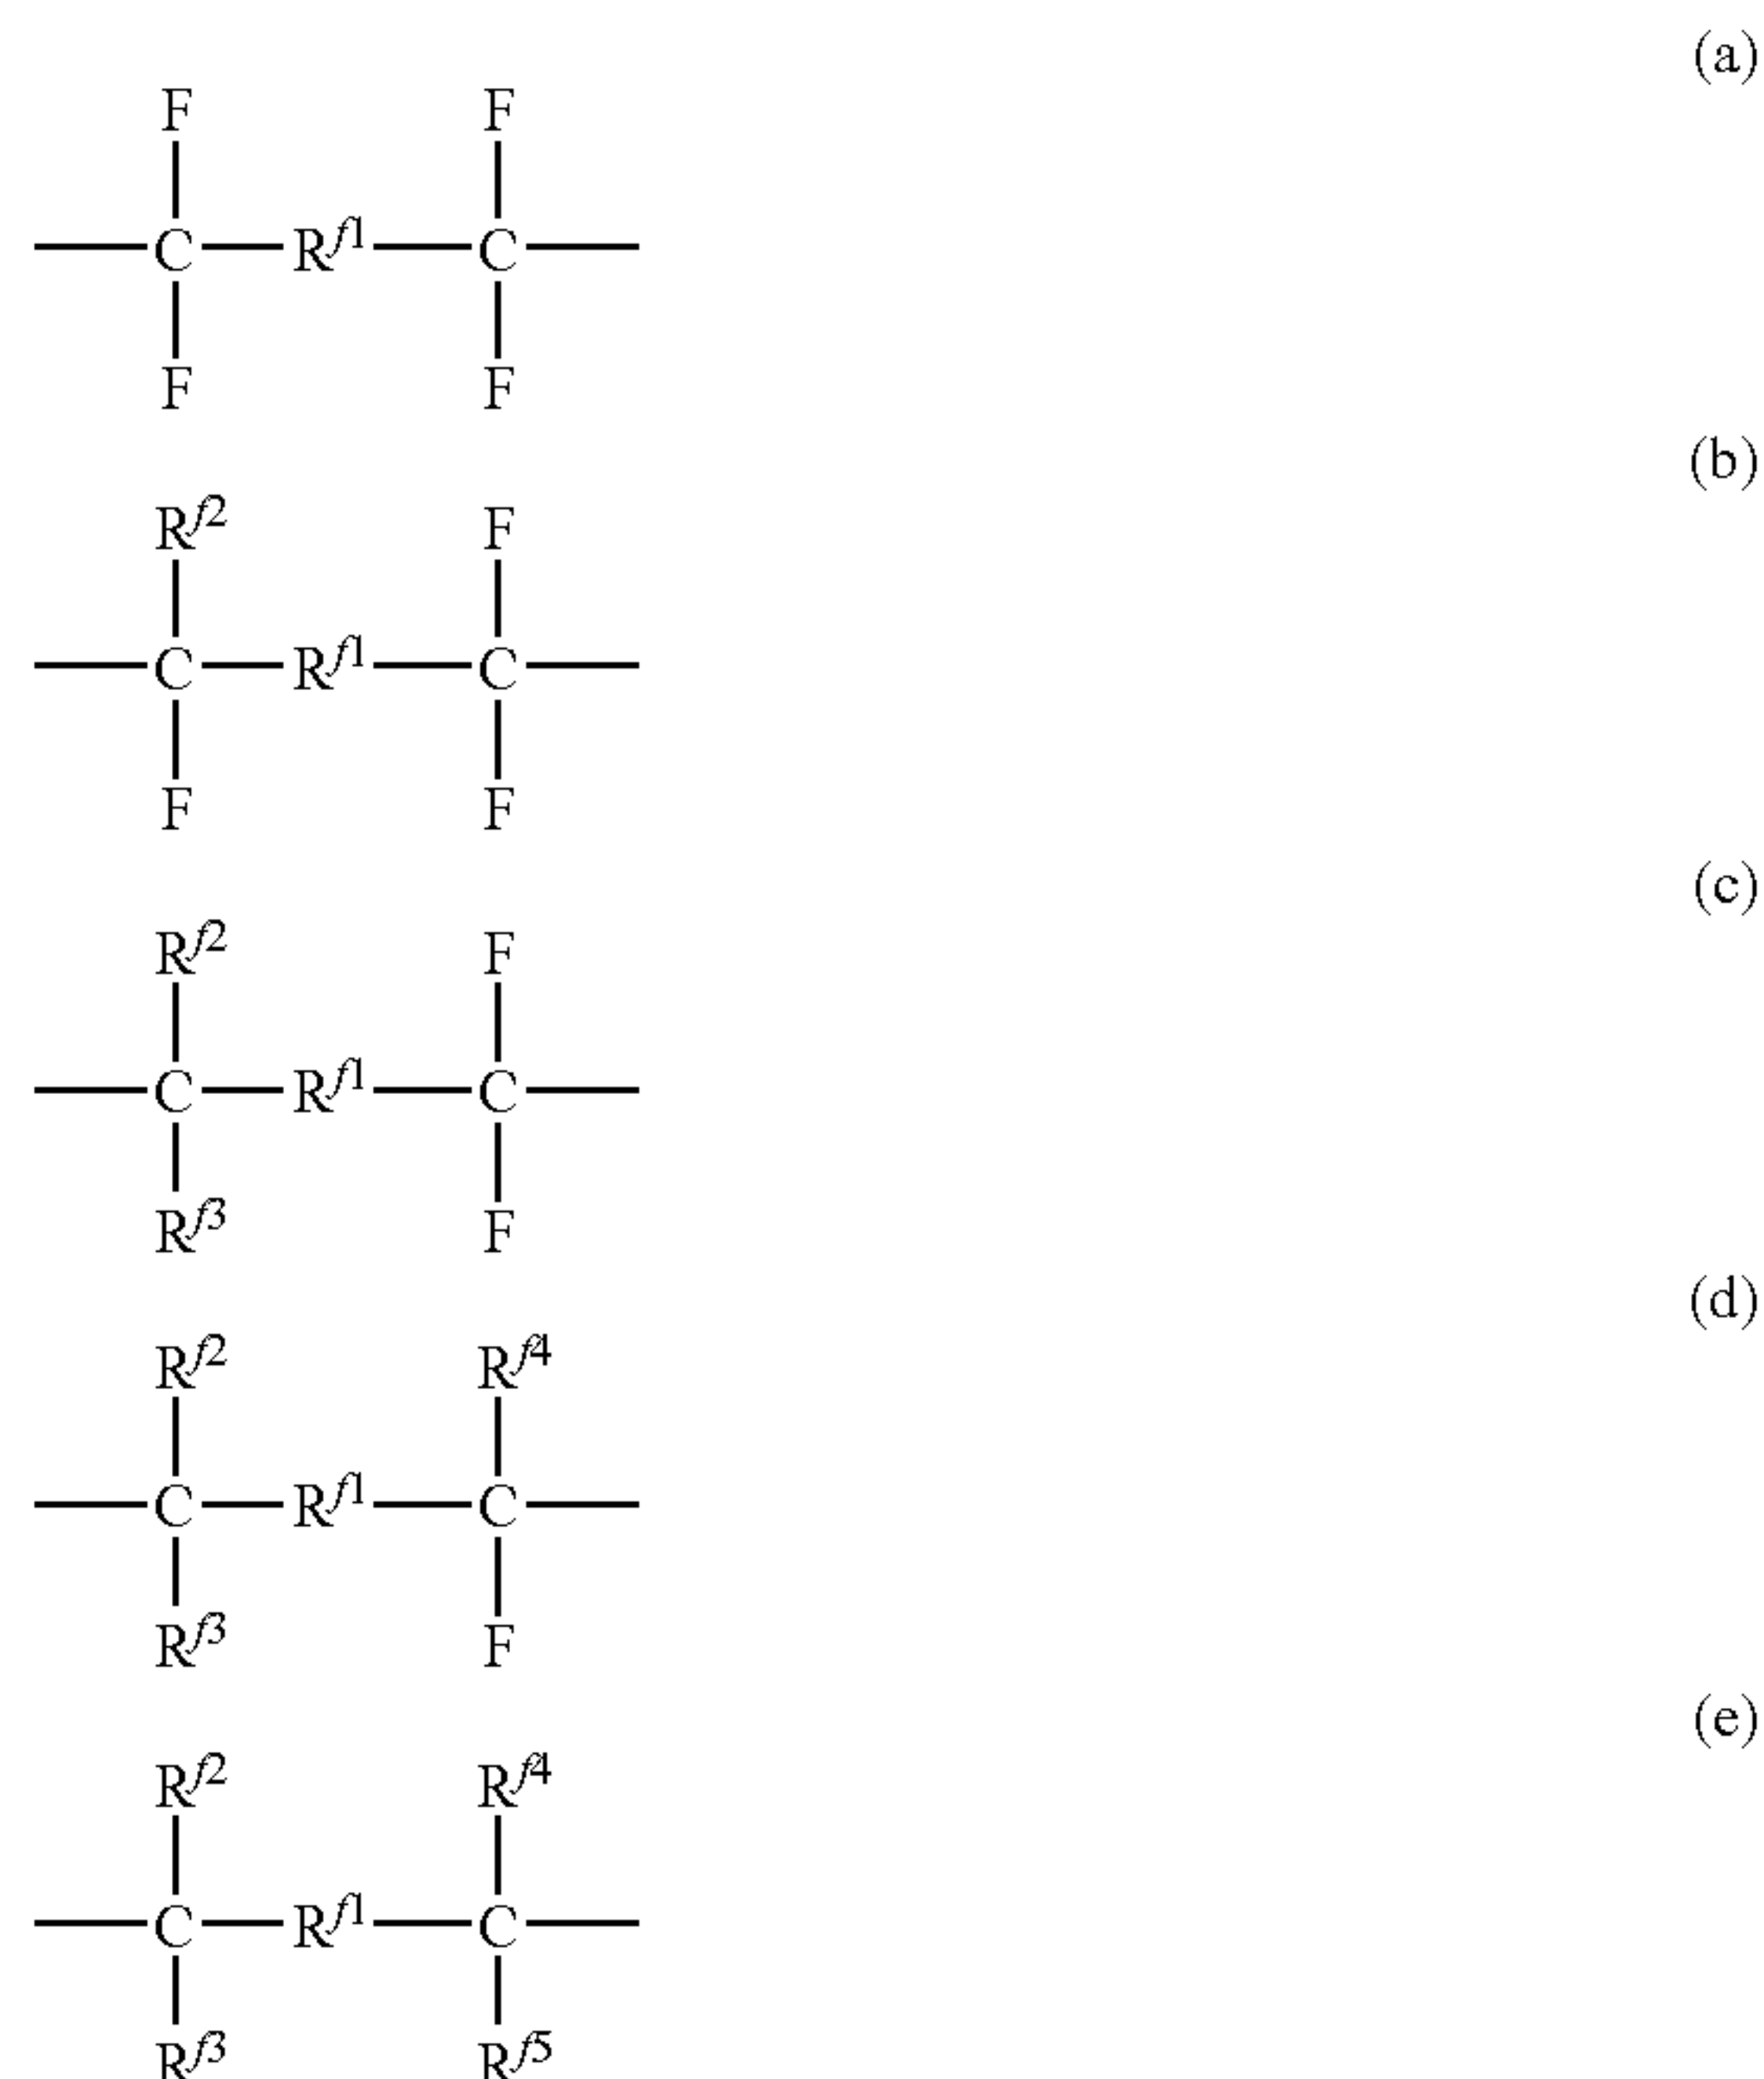 (a)
F F
C R^f1 C
F F
(b)
R^f2 F
C R^f1 C
F F
(c)
R^f2 F
C R^f1 C
R^f3 F
(d)
R^f2 R^f4
C R^f1 C
R^f3 F
(e)
R^f2 R^f4
C R^f1 C
R^f3 R^f5